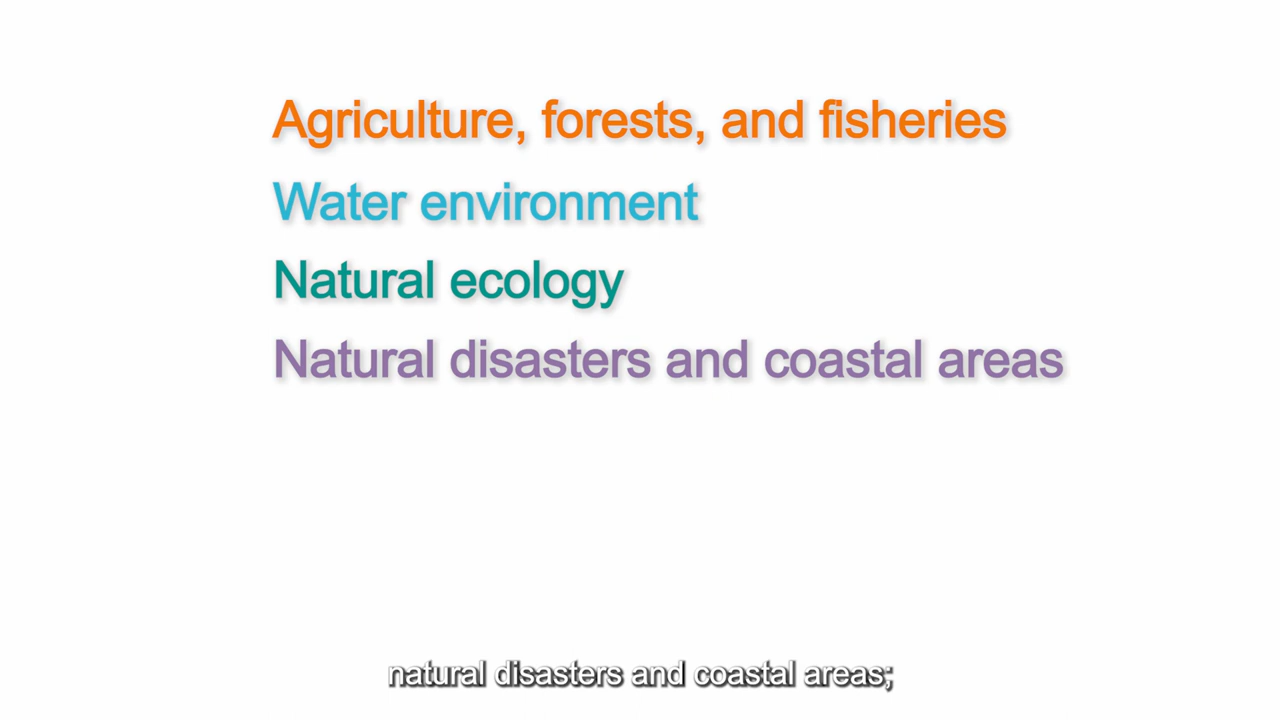 Agriculture, forests, and fisheries
Water environment
Natural ecology
Natural disasters and coastal areas
natural disasters and coastal areas;